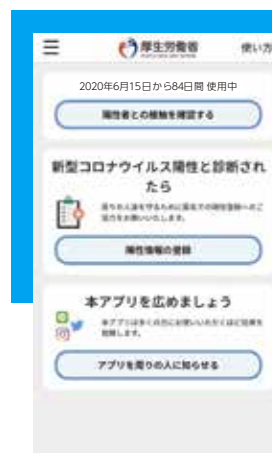 厚生労働省
使い方
2020年6月15日から84日間 使用中
陽性者との接触を確認する
新型コロナウイルス陽性と診断され
たら
陽性情報の登録
本アプリを広めましょう
アプリを周りの人に知らせる